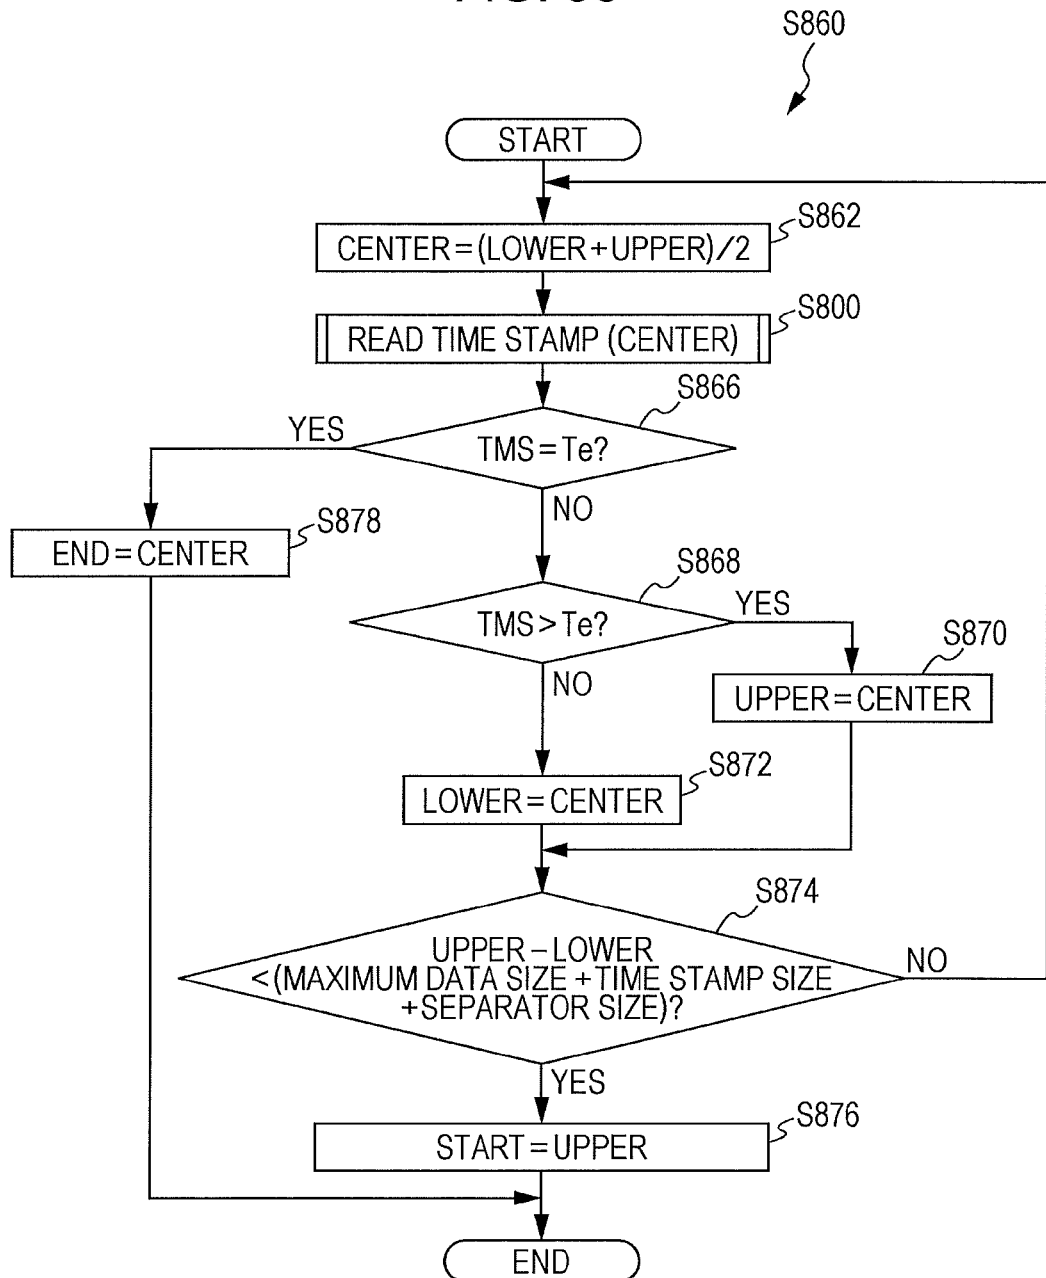 S860
START
CENTER=(LOWER+UPPER)/2
S862
READ TIME STAMP (CENTER)
S800
S866
YES
TMS=Te?
NO
END=CENTER
S878
S868
TMS>Te?
YES
NO
S870
UPPER=CENTER
S872
LOWER=CENTER
S874
UPPER-LOWER
<(MAXIMUM DATA SIZE+TIME STAMP SIZE
+SEPARATOR SIZE)?
NO
YES
S876
START=UPPER
END